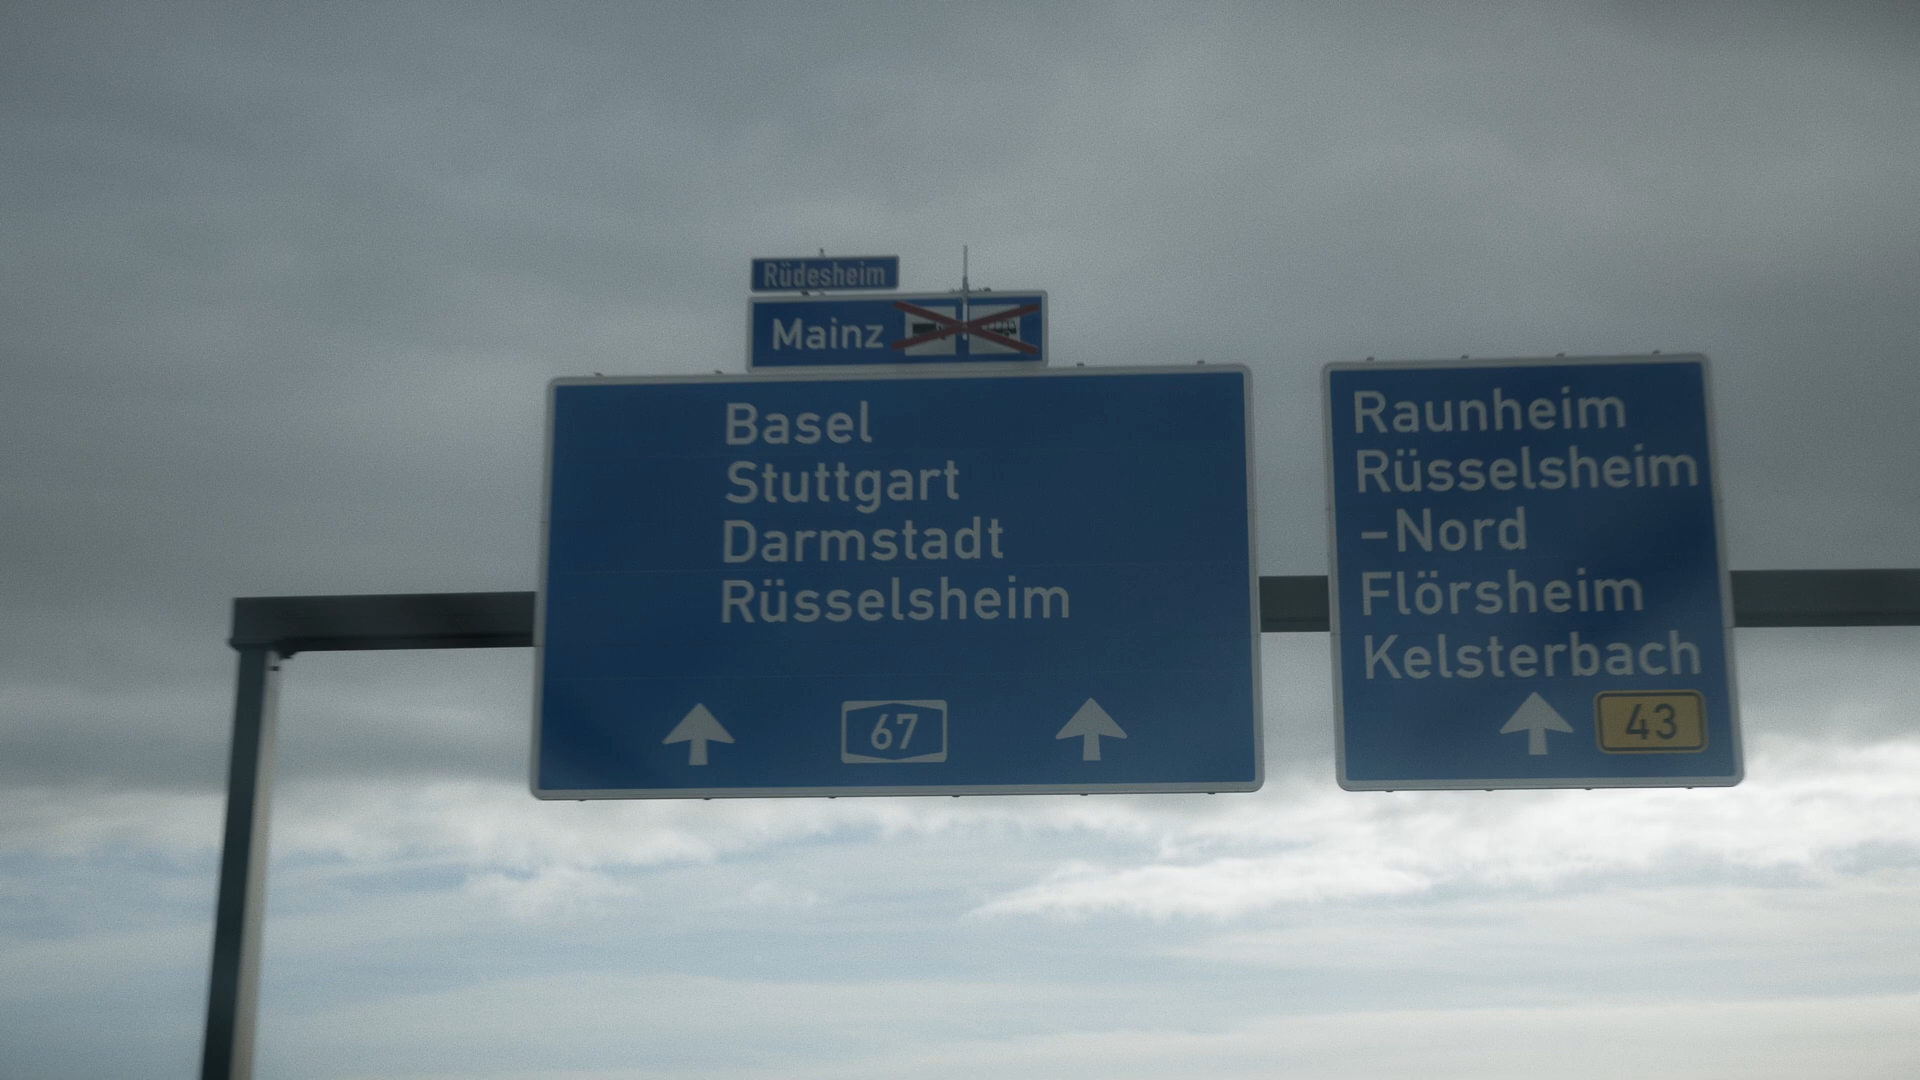 Rüdesheim
Mainz
Basel
Stuttgart
Darmstadt
Rüsselsheim
67
Raunheim
Rüsselsheim
-Nord
Flörsheim
Kelsterbach
43